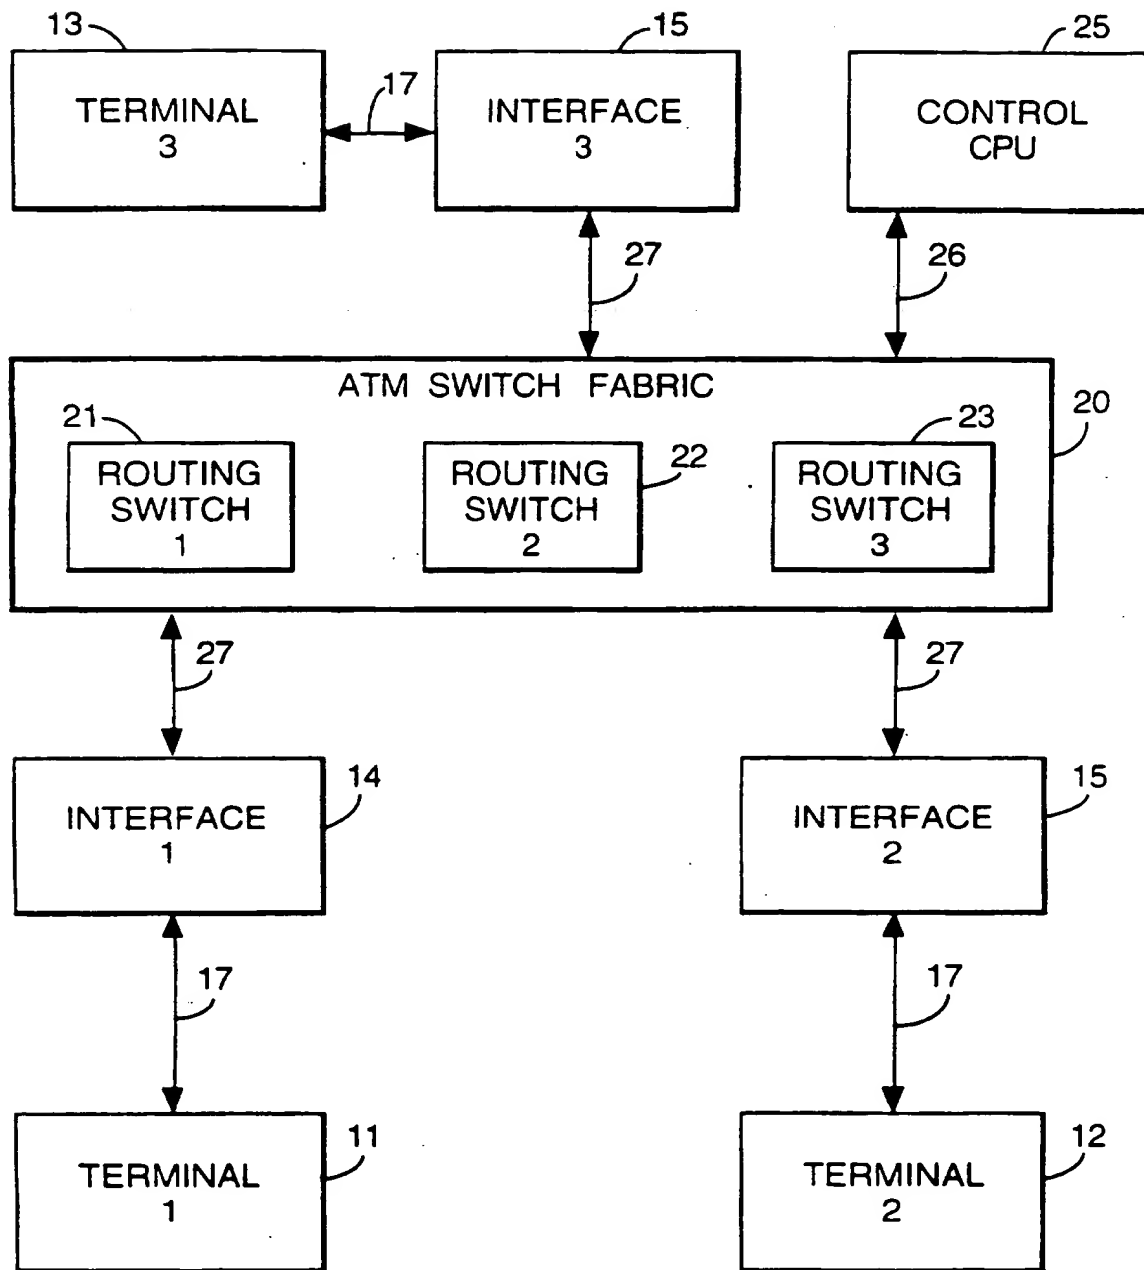 13
15
25
TERMINAL
3
17
INTERFACE
3
CONTROL
CPU
27
26
ATM SWITCH FABRIC
20
21
ROUTING
SWITCH
1
22
ROUTING
SWITCH
2
23
ROUTING
SWITCH
3
27
27
14
INTERFACE
1
15
INTERFACE
2
17
17
11
TERMINAL
1
12
TERMINAL
2